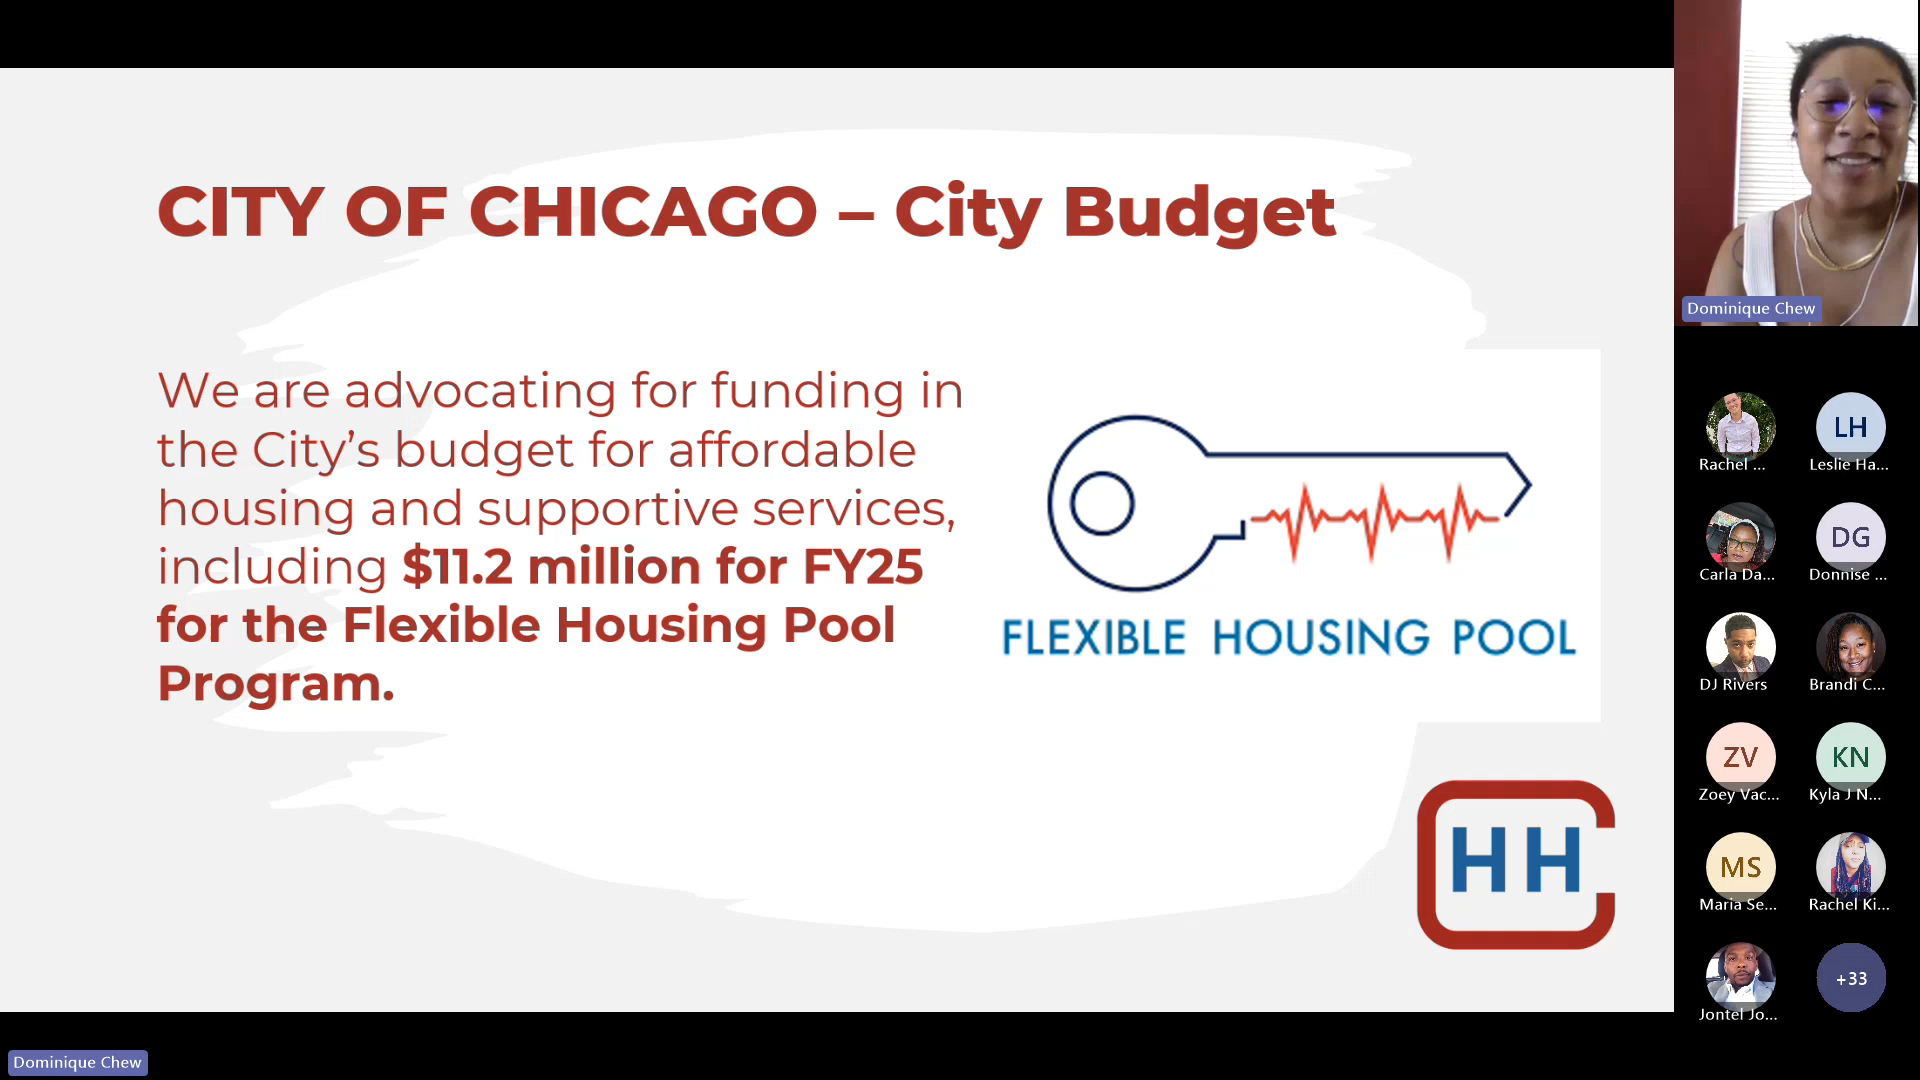 CITY OF CHICAGO – City Budget
We are advocating for funding in
the City’s budget for affordable
housing and supportive services,
including $11.2 million for FY25
for the Flexible Housing Pool
Program.
FLEXIBLE HOUSING POOL
HH
Dominique Chew
Rachel ...
LH
Leslie Ha...
Carla Da...
DG
Donnise ...
DJ Rivers
Brandi C...
ZV
Zoey Vac...
KN
Kyla J N...
MS
Maria Se...
Rachel Ki...
Jontel Jo...
+33
Dominique Chew